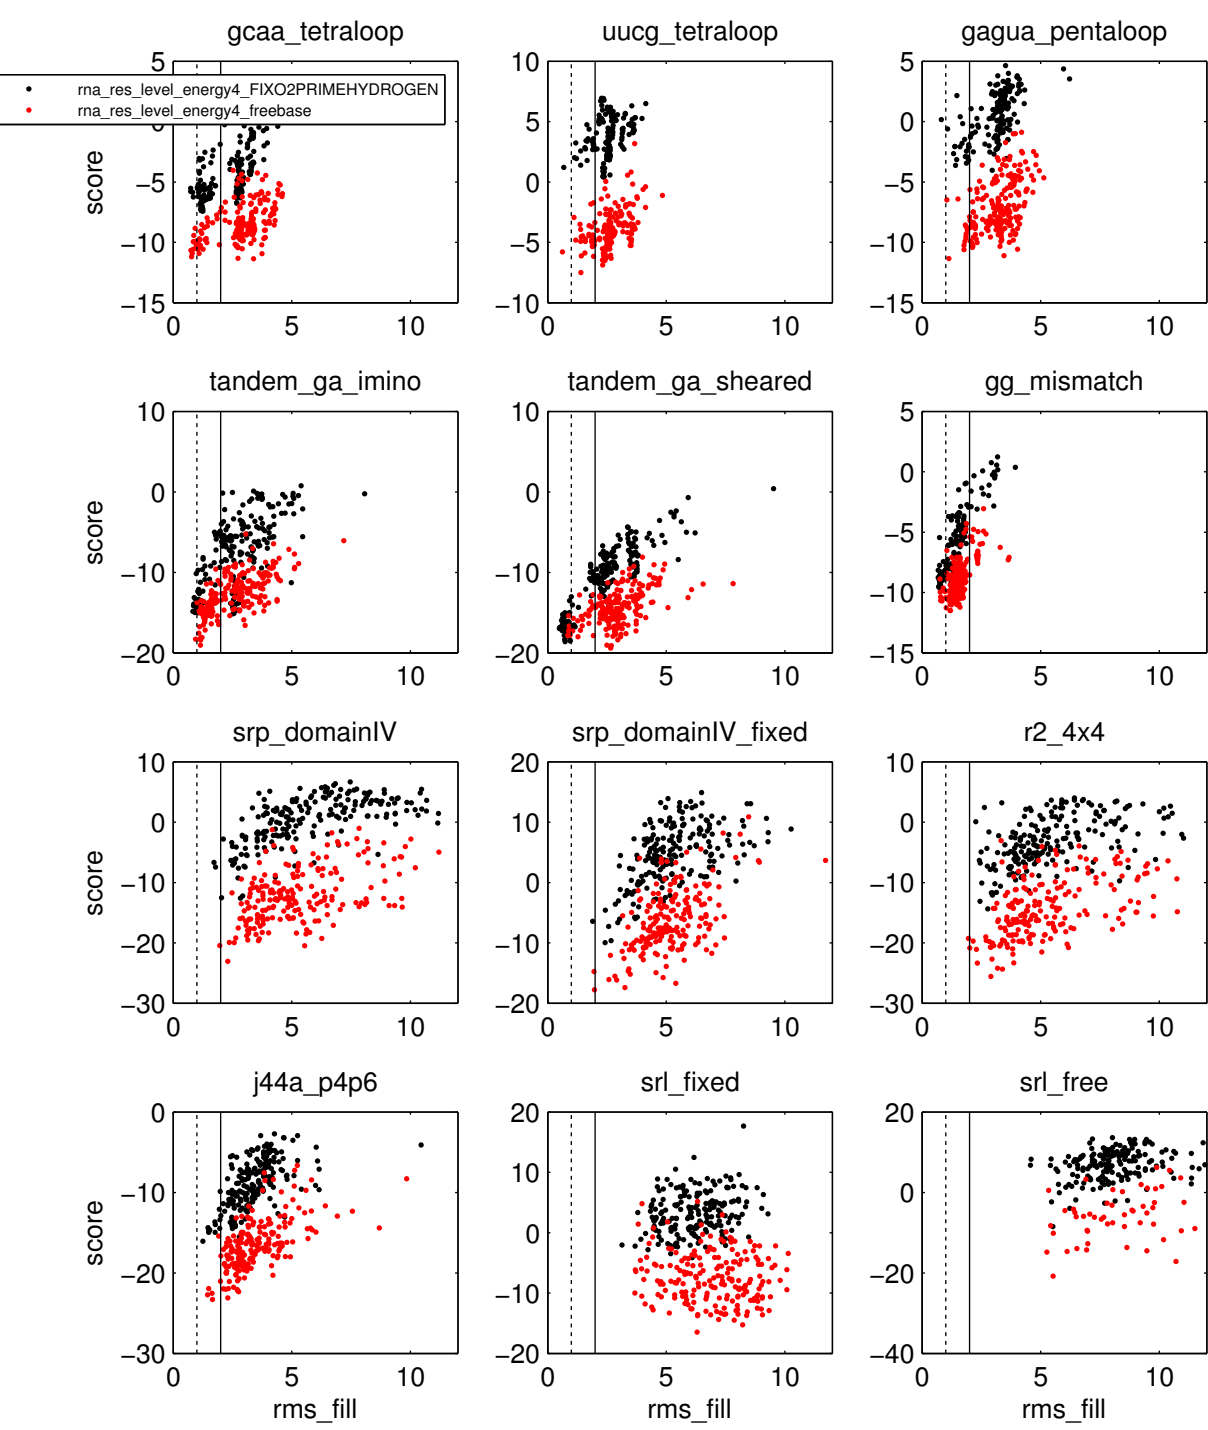 gcaa_tetraloop
uucg_tetraloop
gagua_pentaloop
rna_res_level_energy4_FIXO2PRIMEHYDROGEN
rna_res_level_energy4_freebase
score
5
0
−5
−10
−15
0 5 10
10
5
0
−5
−10
0 5 10
5
0
−5
−10
−15
0 5 10
tandem_ga_imino
tandem_ga_sheared
gg_mismatch
score
10
0
−10
−20
0 5 10
10
0
−10
−20
0 5 10
5
0
−5
−10
−15
0 5 10
srp_domainIV
srp_domainIV_fixed
r2_4x4
score
10
0
−10
−20
−30
0 5 10
20
10
0
−10
−20
0 5 10
10
0
−10
−20
−30
0 5 10
j44a_p4p6
srl_fixed
srl_free
score
0
−10
−20
−30
0 5 10
rms_fill
20
10
0
−10
−20
0 5 10
rms_fill
20
0
−20
−40
0 5 10
rms_fill